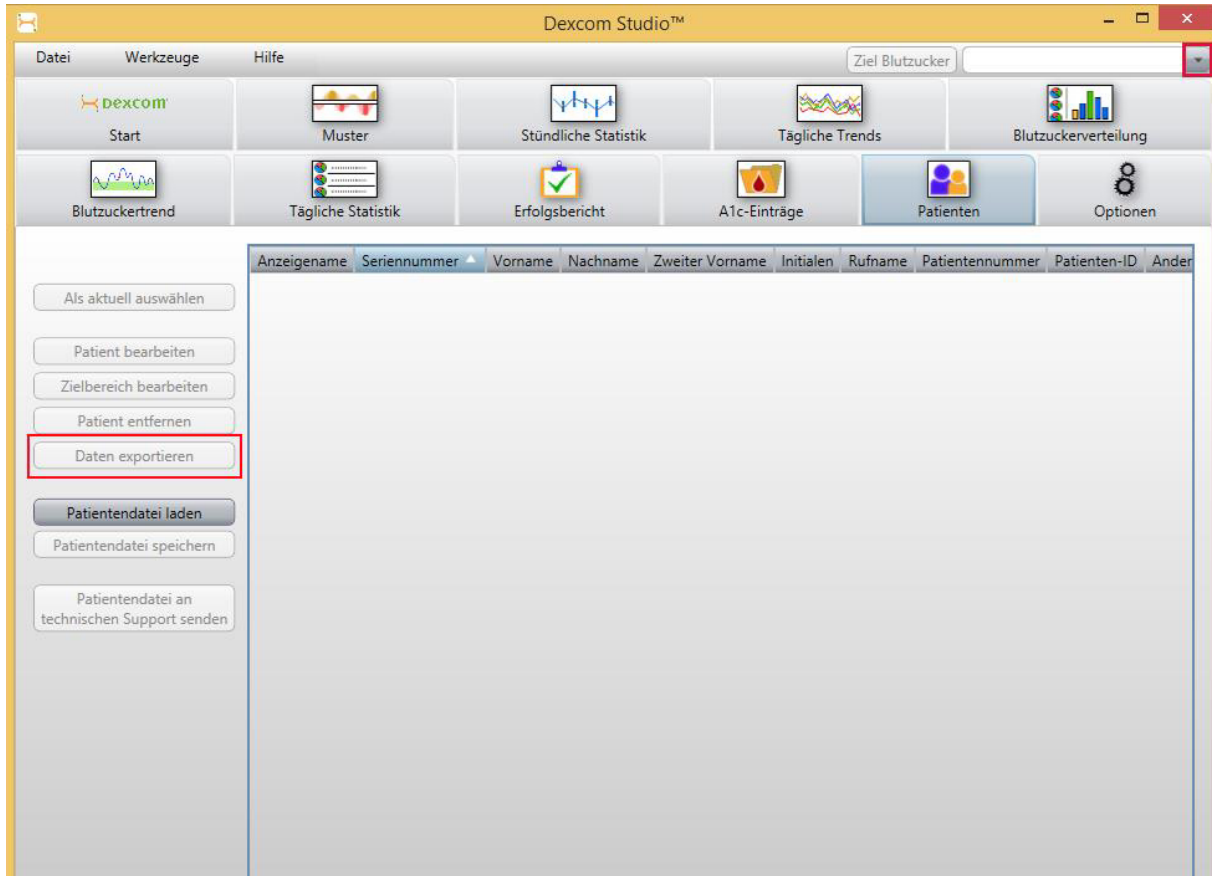 Dexcom Studio™
Datei Werkzeuge Hilfe Ziel Blutzucker
Dexcom
Start Muster Stündliche Statistik Tägliche Trends Blutzuckerverteilung
Blutzuckertrend Tägliche Statistik Erfolgsbericht A1c-Einträge Patienten Optionen
Anzeigename Seriennummer Vorname Nachname Zweiter Vorname Initialen Rufname Patientennummer Patienten-ID Ander
Als aktuell auswählen
Patient bearbeiten
Zielbereich bearbeiten
Patient entfernen
Daten exportieren
Patientendatei laden
Patientendatei speichern
Patientendatei an
technischen Support senden